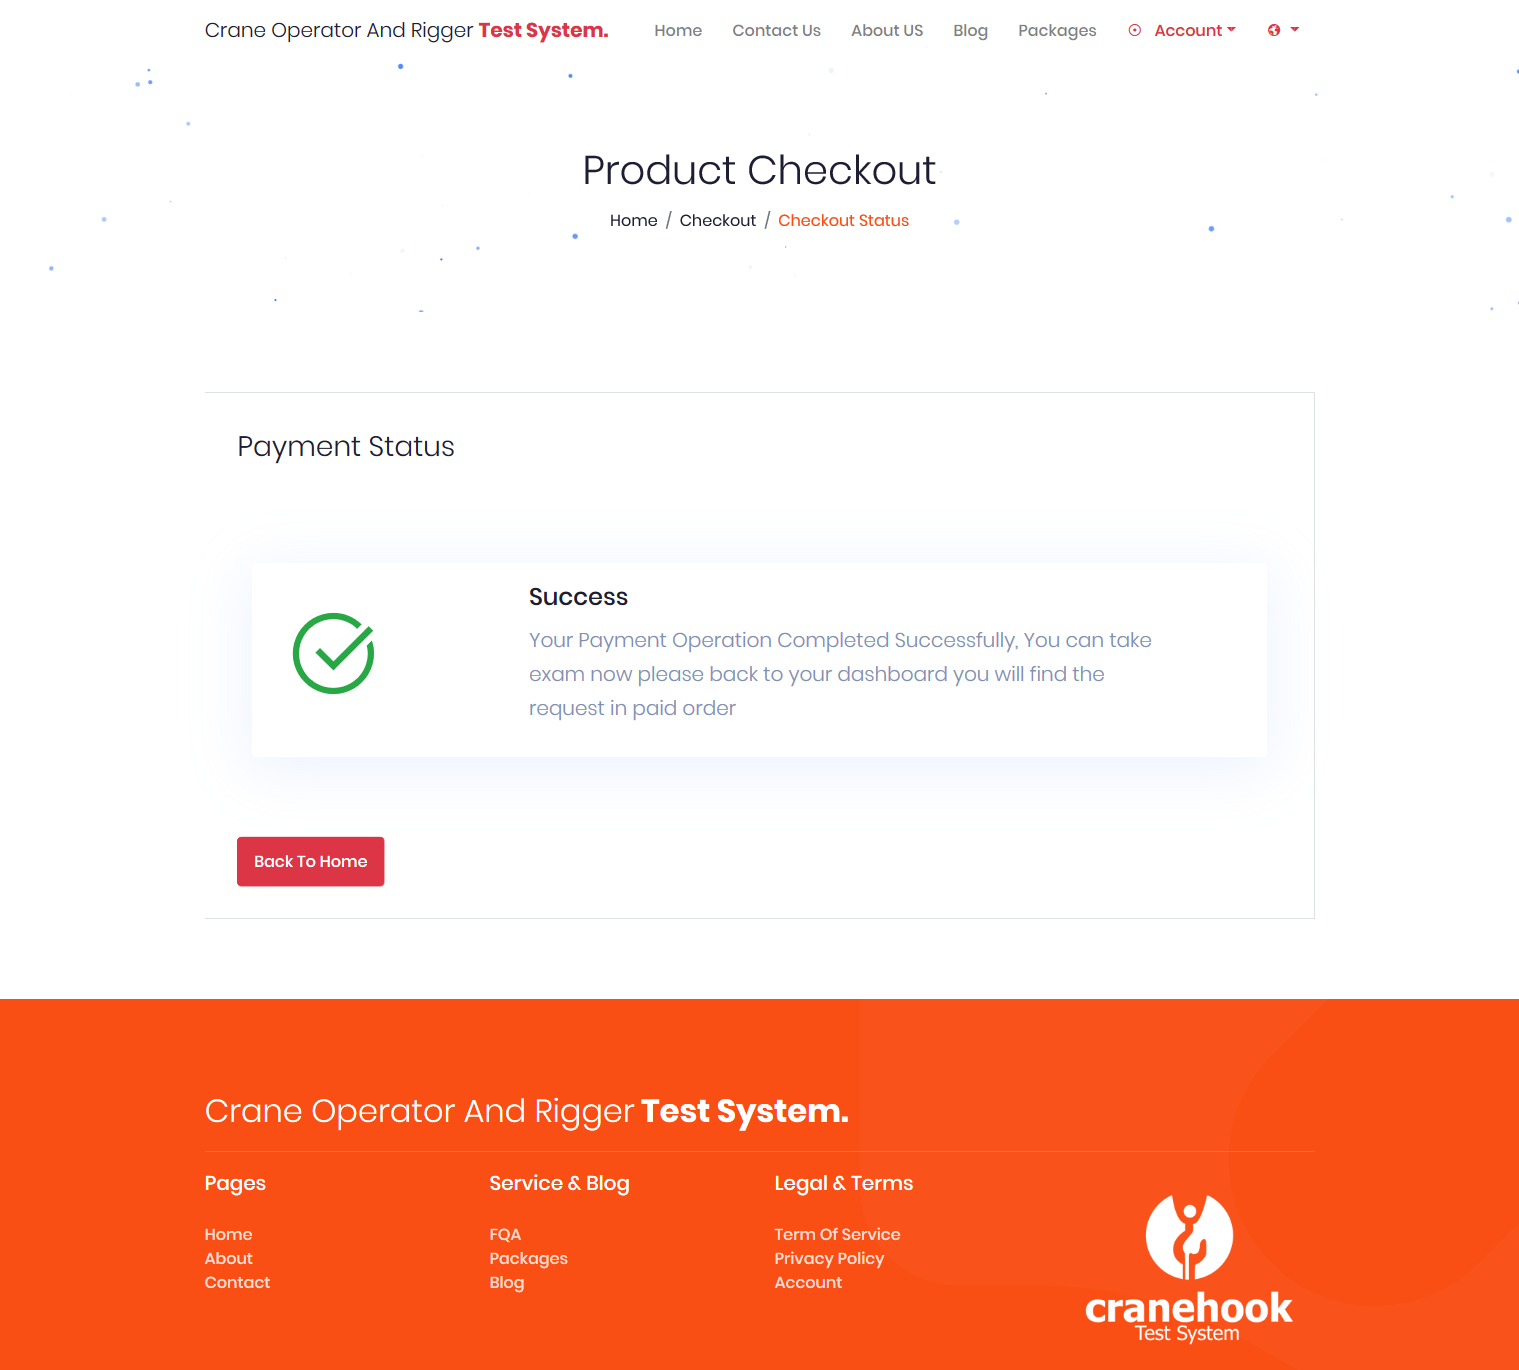 Crane Operator And Rigger Test System.
Home Contact Us About US Blog Packages Account
Product Checkout
Home / Checkout / Checkout Status
Payment Status
Success
Your Payment Operation Completed Successfully, You can take
exam now please back to your dashboard you will find the
request in paid order
Back To Home
Crane Operator And Rigger Test System.
Pages
Home
About
Contact
Service & Blog
FQA
Packages
Blog
Legal & Terms
Term Of Service
Privacy Policy
Account
cranehook
Test System